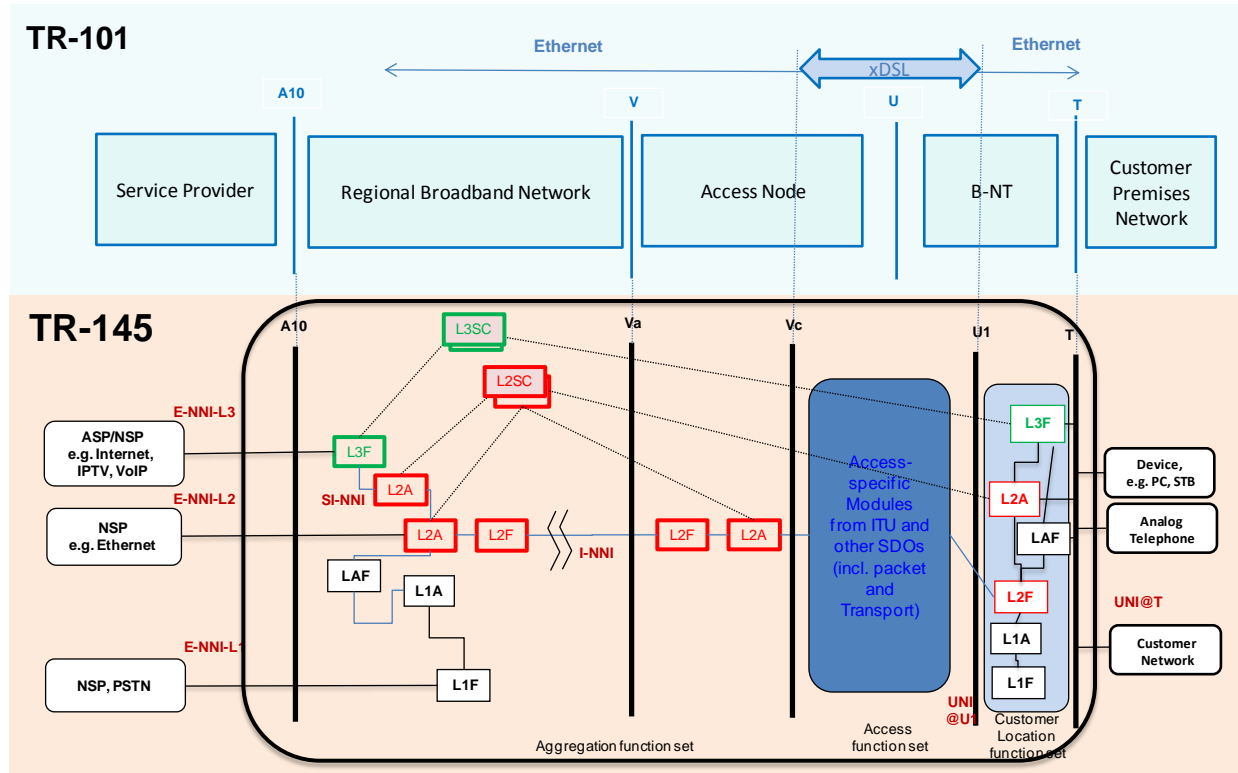 TR-101
Ethernet
Ethernet
xDSL
A10
V
U
T
Service Provider
Regional Broadband Network
Access Node
B-NT
Customer
Premises
Network
TR-145
A10
Va
Vc
U1
T
L3SC
L2SC
E-NNI-L3
ASP/NSP
e.g. Internet,
IPTV, VoIP
L3F
L3F
E-NNI-L2
SI-NNI
L2A
L2A
Device,
e.g. PC, STB
NSP
e.g. Ethernet
L2A
L2F
I-NNI
L2F
L2A
Access-
specific
Modules
from ITU and
other SDOs
(incl. packet
and
Transport)
LAF
Analog
Telephone
LAF
L1A
L2F
UNI@T
E-NNI-L1
L1A
Customer
Network
NSP, PSTN
L1F
L1F
UNI
@U1
Aggregation function set
Access
function set
Customer
Location
function set